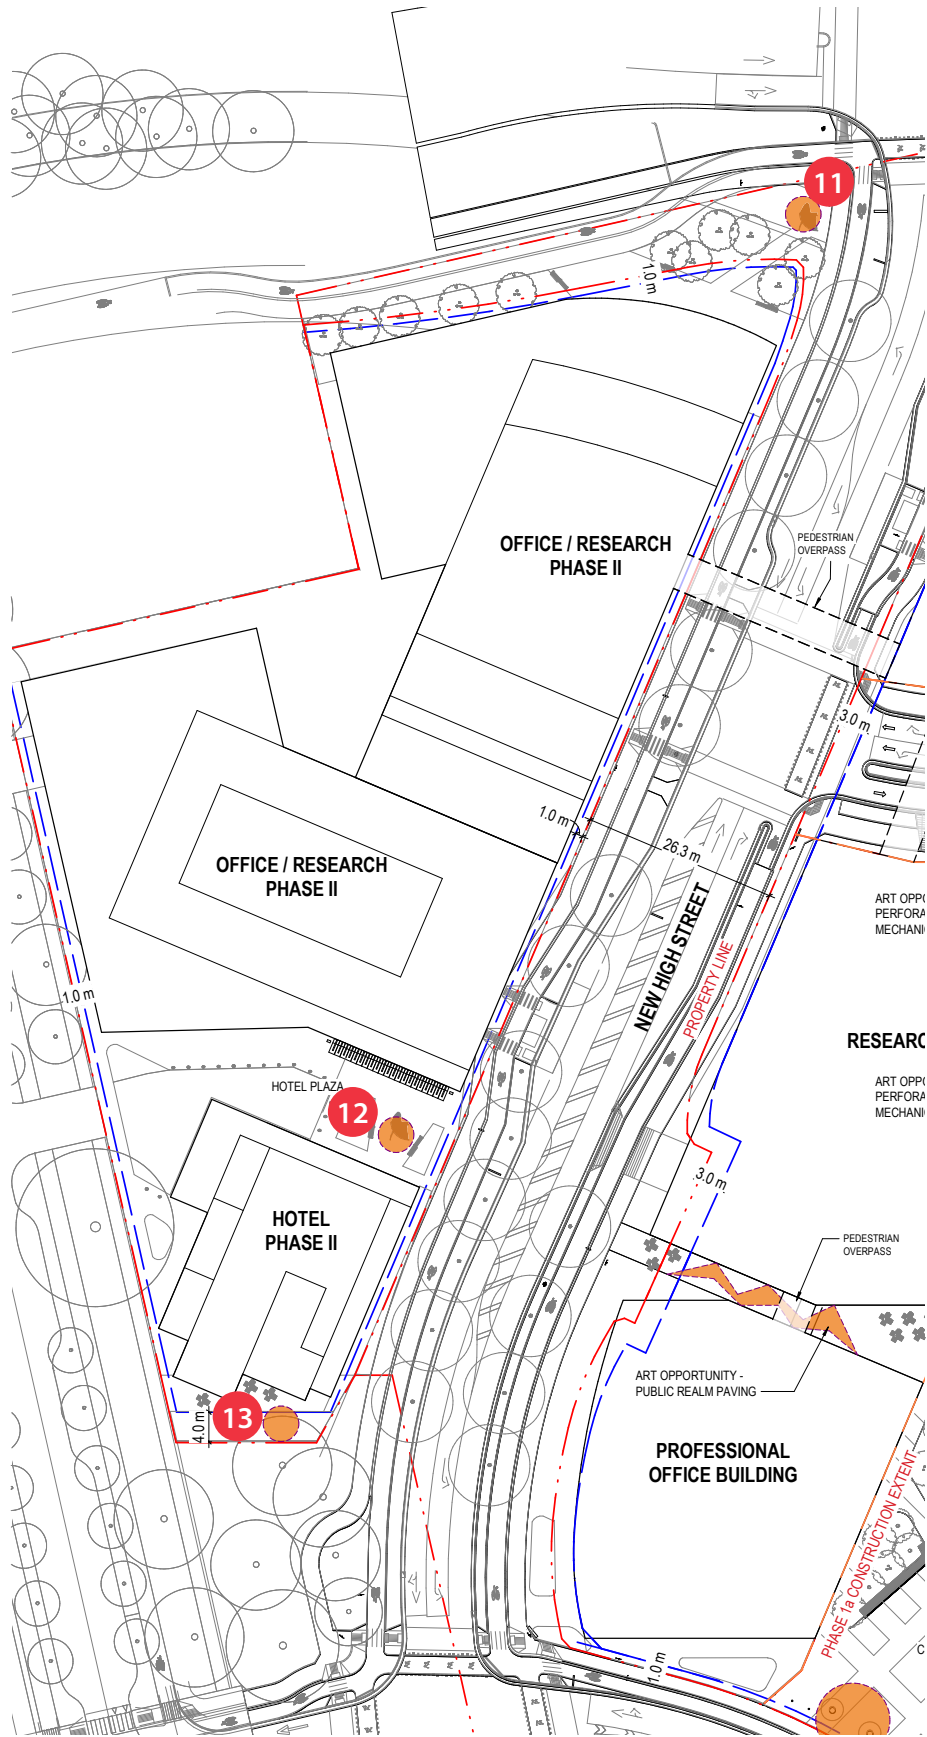 11
1.0 m
OFFICE / RESEARCH
PHASE II
PEDESTRIAN
OVERPASS
3.0 m
1.0 m
26.3 m
OFFICE / RESEARCH
PHASE II
NEW HIGH STREET
PROPERTY LINE
ART OPPO
PERFORA
MECHANI
1.0 m
RESEARC
ART OPPO
PERFORA
MECHANI
HOTEL PLAZA
12
3.0 m
HOTEL
PHASE II
PEDESTRIAN
OVERPASS
ART OPPORTUNITY -
PUBLIC REALM PAVING
13
4.0 m
PROFESSIONAL
OFFICE BUILDING
PHASE 1a CONSTRUCTION EXTENT
1.0 m
C